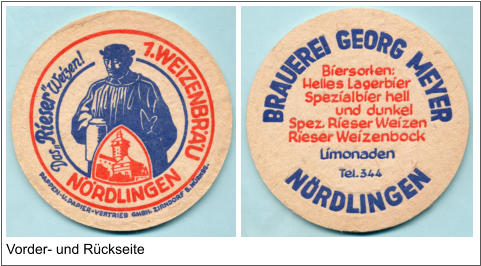 Das „Rieser“
Weizen!
1. WEIZENBRÄU
NÖRDLINGEN
PAPPEN-U. PAPIER-VERTRIEB GMBH. ZIRNDORF B. NÜRNBG.
BRAUEREI GEORG MEYER
Biersorten:
Helles Lagerbier
Spezialbier hell
und dunkel
Spez. Rieser Weizen
Rieser Weizenbock
Limonaden
Tel. 344
NÖRDLINGEN
Vorder- und Rückseite